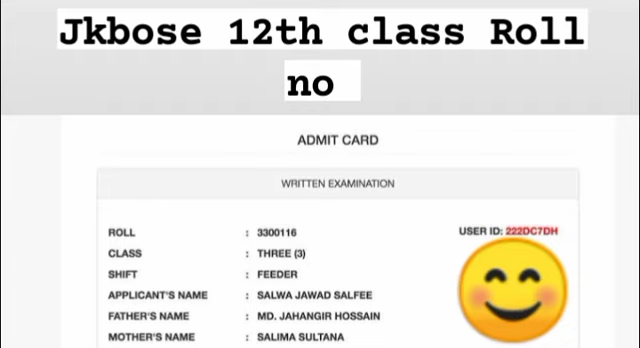 Jkbose 12th class Roll
no
ADMIT CARD
WRITTEN EXAMINATION
ROLL : 3300116 USER ID: 222DC7DH
CLASS : THREE (3)
SHIFT : FEEDER
APPLICANT'S NAME : SALWA JAWAD SALFEE
FATHER'S NAME : MD. JAHANGIR HOSSAIN
MOTHER'S NAME : SALIMA SULTANA